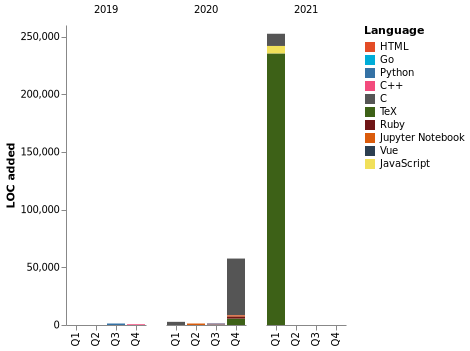 2019 2020 2021
LOC added
250,000
200,000
150,000
100,000
50,000
0
Q1 Q2 Q3 Q4 Q1 Q2 Q3 Q4 Q1 Q2 Q3 Q4
Language
HTML
Go
Python
C++
C
TeX
Ruby
Jupyter Notebook
Vue
JavaScript